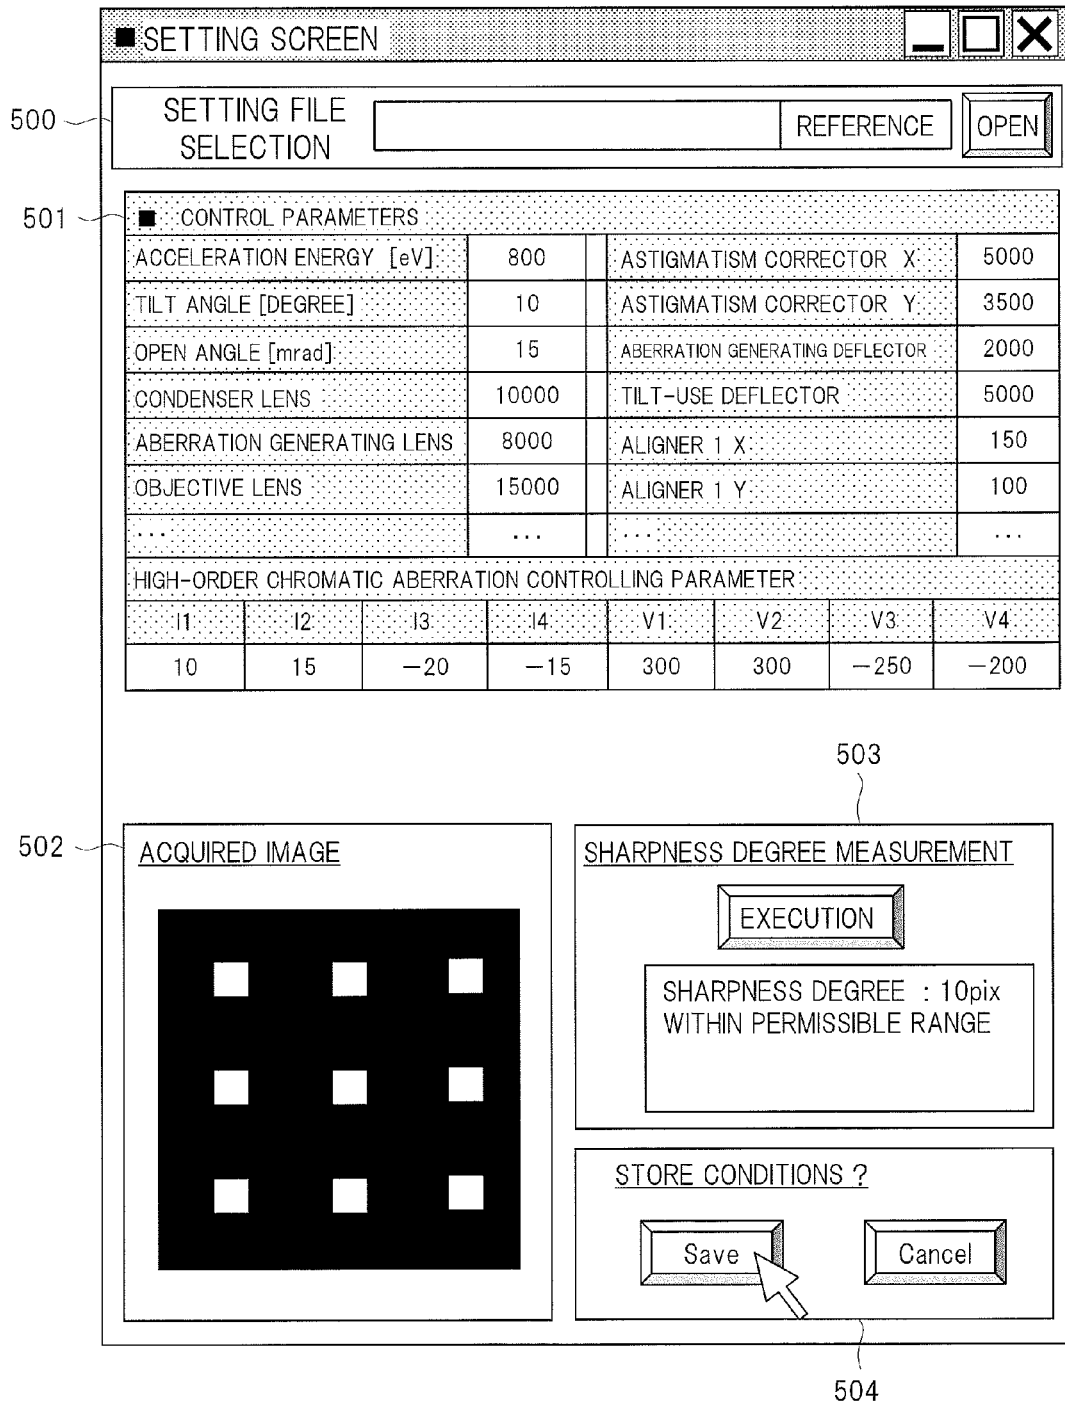 SETTING SCREEN
500
SETTING FILE
SELECTION
REFERENCE
OPEN
501
CONTROL PARAMETERS
ACCELERATION ENERGY [eV] 800 ASTIGMATISM CORRECTOR X 5000
TILT ANGLE [DEGREE] 10 ASTIGMATISM CORRECTOR Y 3500
OPEN ANGLE [mrad] 15 ABERRATION GENERATING DEFLECTOR 2000
CONDENSER LENS 10000 TILT-USE DEFLECTOR 5000
ABERRATION GENERATING LENS 8000 ALIGNER 1 X 150
OBJECTIVE LENS 15000 ALIGNER 1 Y 100
... ... ... ...
HIGH-ORDER CHROMATIC ABERRATION CONTROLLING PARAMETER
I1 I2 I3 I4 V1 V2 V3 V4
10 15 −20 −15 300 300 −250 −200
503
502
ACQUIRED IMAGE
SHARPNESS DEGREE MEASUREMENT
EXECUTION
SHARPNESS DEGREE : 10pix
WITHIN PERMISSIBLE RANGE
STORE CONDITIONS ?
Save
Cancel
504